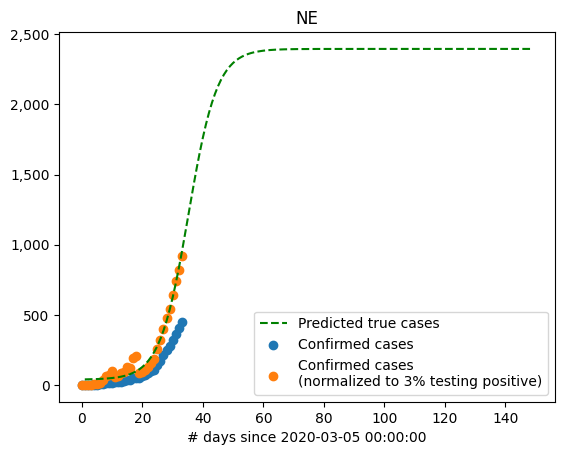 NE
2,500
2,000
1,500
1,000
500
0
Predicted true cases
Confirmed cases
Confirmed cases
(normalized to 3% testing positive)
0 20 40 60 80 100 120 140
# days since 2020-03-05 00:00:00